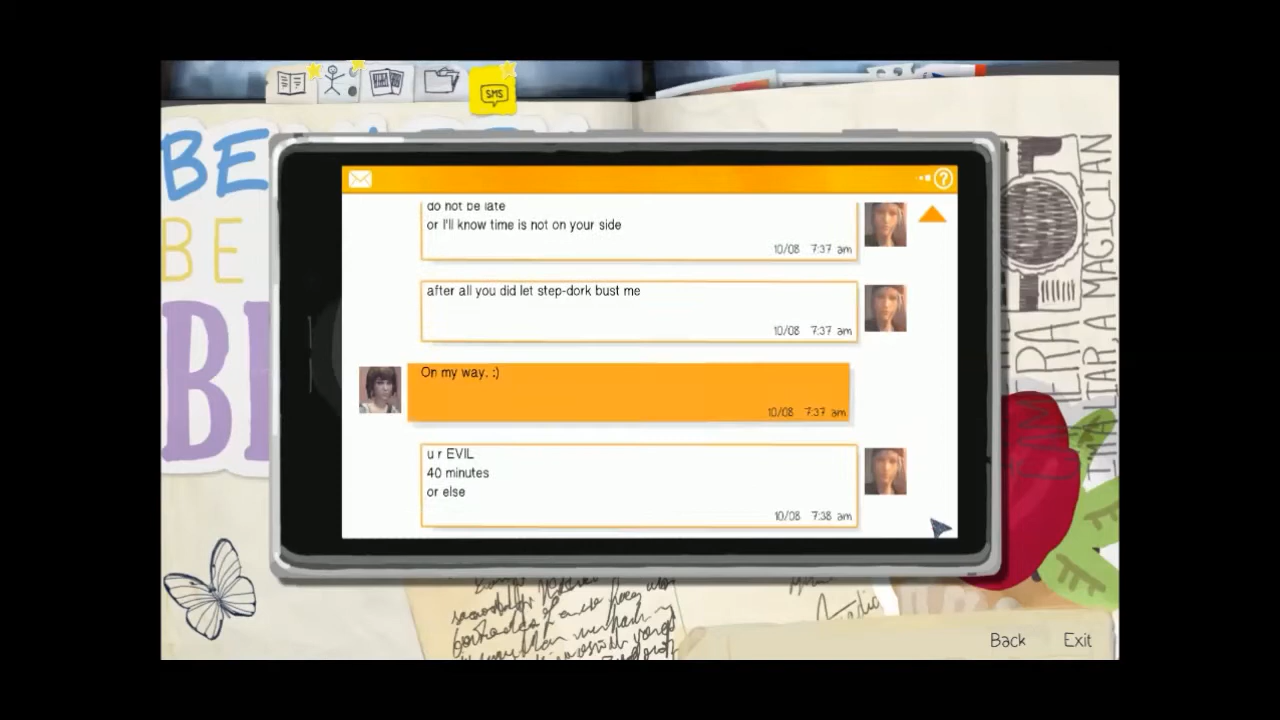 SMS
BE
BE
do not be late
or I'll know time is not on your side
10/08 7:37 am
after all you did let step-dork bust me
10/08 7:37 am
On my way. :)
10/08 7:37 am
u r EVIL
40 minutes
or else
10/08 7:38 am
?
A MAGICIAN
Back Exit